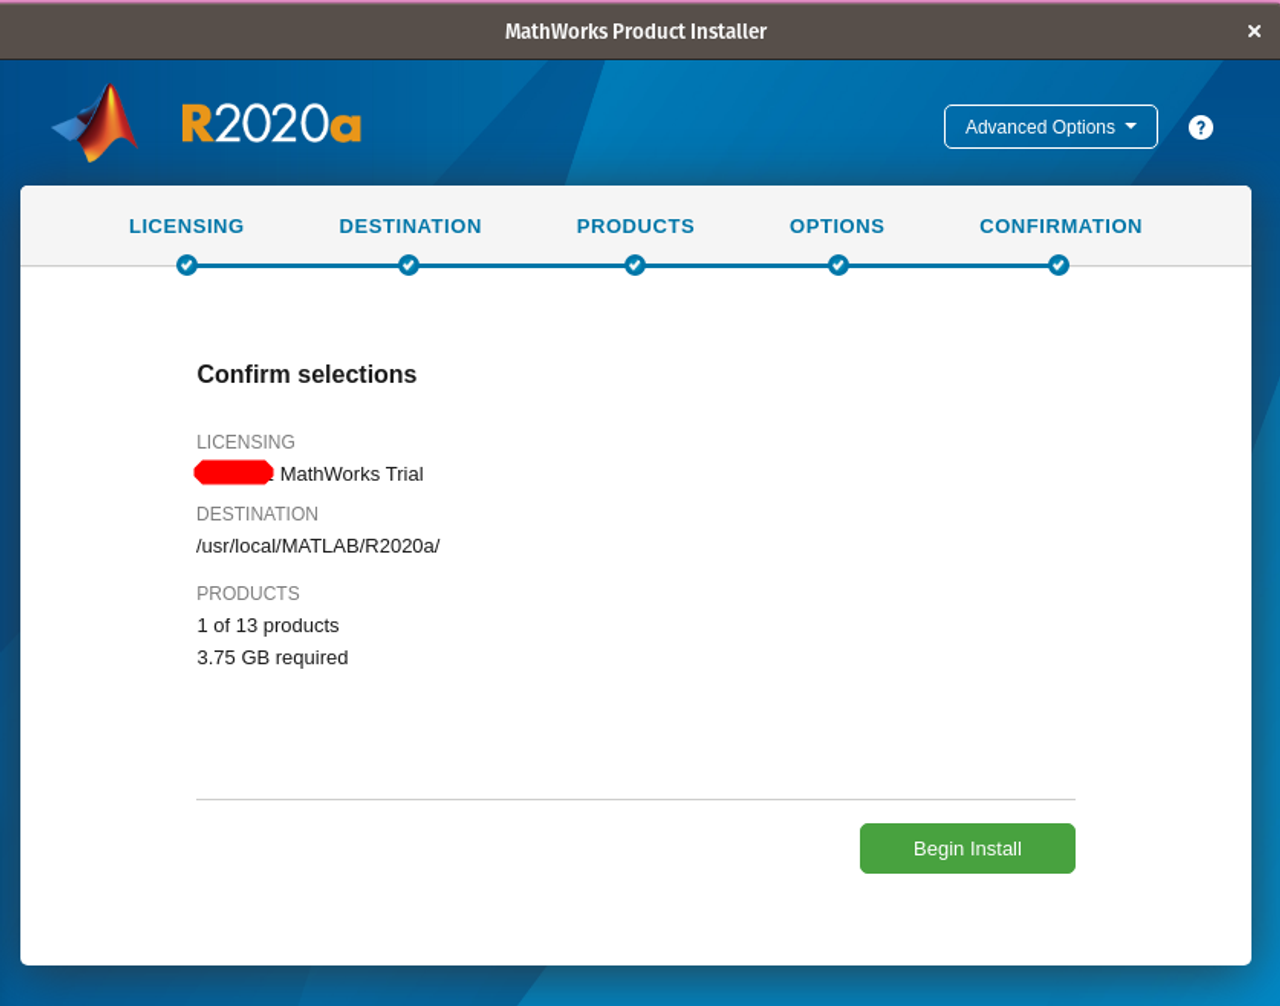 MathWorks Product Installer
R2020a
Advanced Options
?
LICENSING DESTINATION PRODUCTS OPTIONS CONFIRMATION
Confirm selections
LICENSING
MathWorks Trial
DESTINATION
/usr/local/MATLAB/R2020a/
PRODUCTS
1 of 13 products
3.75 GB required
Begin Install